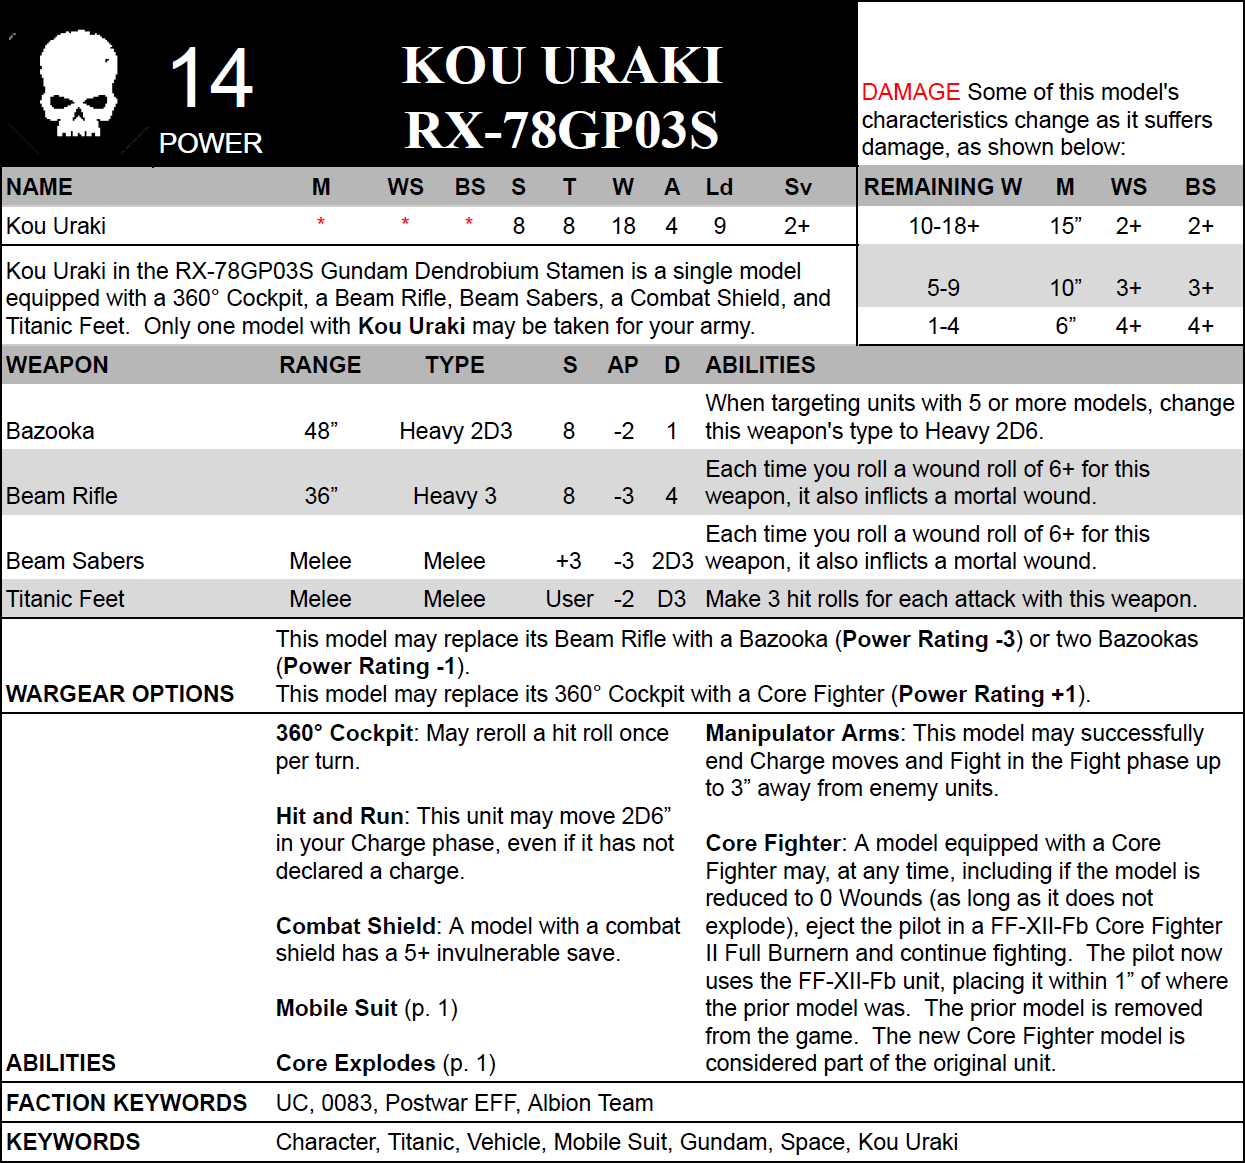 14
POWER
KOU URAKI
RX-78GP03S
DAMAGE Some of this model's
characteristics change as it suffers
damage, as shown below:
NAME M WS BS S T W A Ld Sv
Kou Uraki * * * 8 8 18 4 9 2+
REMAINING W M WS BS
10-18+ 15” 2+ 2+
5-9 10” 3+ 3+
1-4 6” 4+ 4+
Kou Uraki in the RX-78GP03S Gundam Dendrobium Stamen is a single model
equipped with a 360° Cockpit, a Beam Rifle, Beam Sabers, a Combat Shield, and
Titanic Feet. Only one model with Kou Uraki may be taken for your army.
WEAPON RANGE TYPE S AP D ABILITIES
When targeting units with 5 or more models, change
Bazooka 48” Heavy 2D3 8 -2 1 this weapon's type to Heavy 2D6.
Each time you roll a wound roll of 6+ for this
Beam Rifle 36” Heavy 3 8 -3 4 weapon, it also inflicts a mortal wound.
Each time you roll a wound roll of 6+ for this
Beam Sabers Melee Melee +3 -3 2D3 weapon, it also inflicts a mortal wound.
Titanic Feet Melee Melee User -2 D3 Make 3 hit rolls for each attack with this weapon.
This model may replace its Beam Rifle with a Bazooka (Power Rating -3) or two Bazookas
(Power Rating -1).
WARGEAR OPTIONS This model may replace its 360° Cockpit with a Core Fighter (Power Rating +1).
360° Cockpit: May reroll a hit roll once
per turn.
Hit and Run: This unit may move 2D6”
in your Charge phase, even if it has not
declared a charge.
Combat Shield: A model with a combat
shield has a 5+ invulnerable save.
Mobile Suit (p. 1)
ABILITIES Core Explodes (p. 1)
Manipulator Arms: This model may successfully
end Charge moves and Fight in the Fight phase up
to 3” away from enemy units.
Core Fighter: A model equipped with a Core
Fighter may, at any time, including if the model is
reduced to 0 Wounds (as long as it does not
explode), eject the pilot in a FF-XII-Fb Core Fighter
II Full Burnern and continue fighting. The pilot now
uses the FF-XII-Fb unit, placing it within 1” of where
the prior model was. The prior model is removed
from the game. The new Core Fighter model is
considered part of the original unit.
FACTION KEYWORDS UC, 0083, Postwar EFF, Albion Team
KEYWORDS Character, Titanic, Vehicle, Mobile Suit, Gundam, Space, Kou Uraki